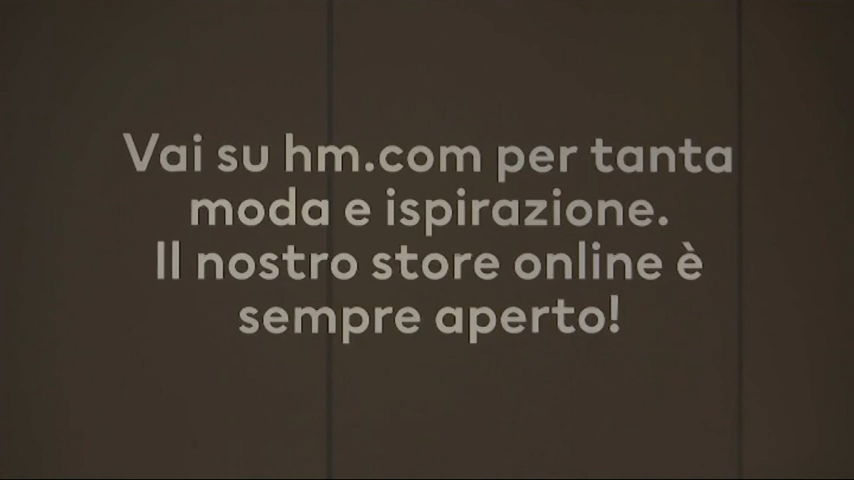 Vai su hm.com per tanta
moda e ispirazione.
Il nostro store online è
sempre aperto!